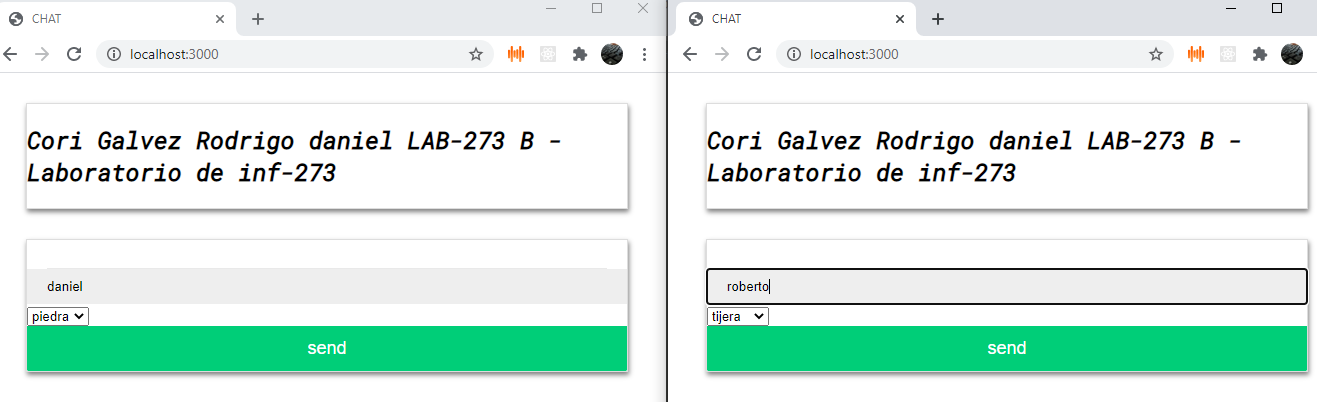 CHAT
localhost:3000
Cori Galvez Rodrigo daniel LAB-273 B -
Laboratorio de inf-273
daniel
piedra
send
CHAT
localhost:3000
Cori Galvez Rodrigo daniel LAB-273 B -
Laboratorio de inf-273
roberto
tijera
send